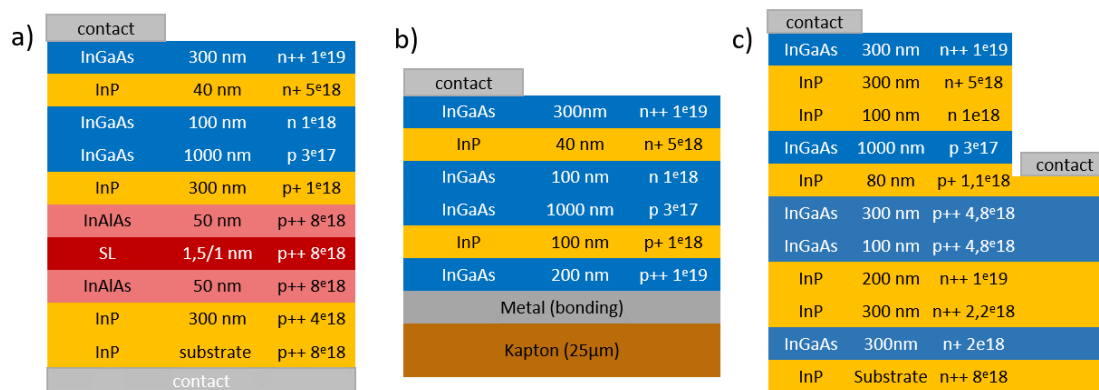 a)
contact
InGaAs 300 nm n++ 1e19
InP 40 nm n+ 5e18
InGaAs 100 nm n 1e18
InGaAs 1000 nm p 3e17
InP 300 nm p+ 1e18
InAlAs 50 nm p++ 8e18
SL 1,5/1 nm p++ 8e18
InAlAs 50 nm p++ 8e18
InP 300 nm p++ 4e18
InP substrate p++ 8e18
contact
b)
contact
InGaAs 300nm n++ 1e19
InP 40 nm n+ 5e18
InGaAs 100 nm n 1e18
InGaAs 1000 nm p 3e17
InP 100 nm p+ 1e18
InGaAs 200 nm p++ 1e19
Metal (bonding)
Kapton (25μm)
c)
contact
InGaAs 300 nm n++ 1e19
InP 300 nm n+ 5e18
InP 100 nm n 1e18
InGaAs 1000 nm p 3e17
contact
InP 80 nm p+ 1,1e18
InGaAs 300 nm p++ 4,8e18
InGaAs 100 nm p++ 4,8e18
InP 200 nm n++ 1e19
InP 300 nm n++ 2,2e18
InGaAs 300nm n+ 2e18
InP Substrate n++ 8e18